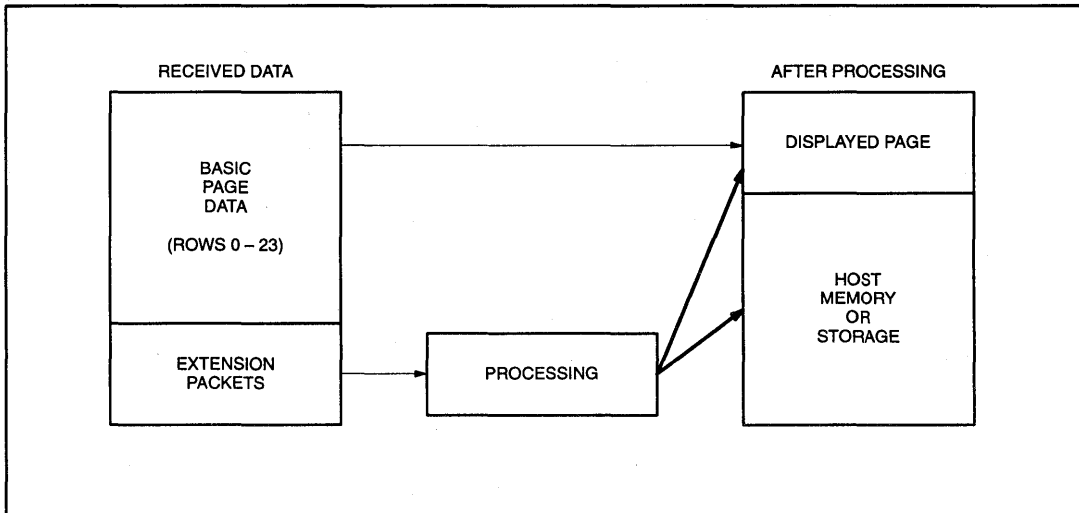 RECEIVED DATA
AFTER PROCESSING
BASIC
PAGE
DATA
(ROWS 0 – 23)
DISPLAYED PAGE
HOST
MEMORY
OR
STORAGE
EXTENSION
PACKETS
PROCESSING